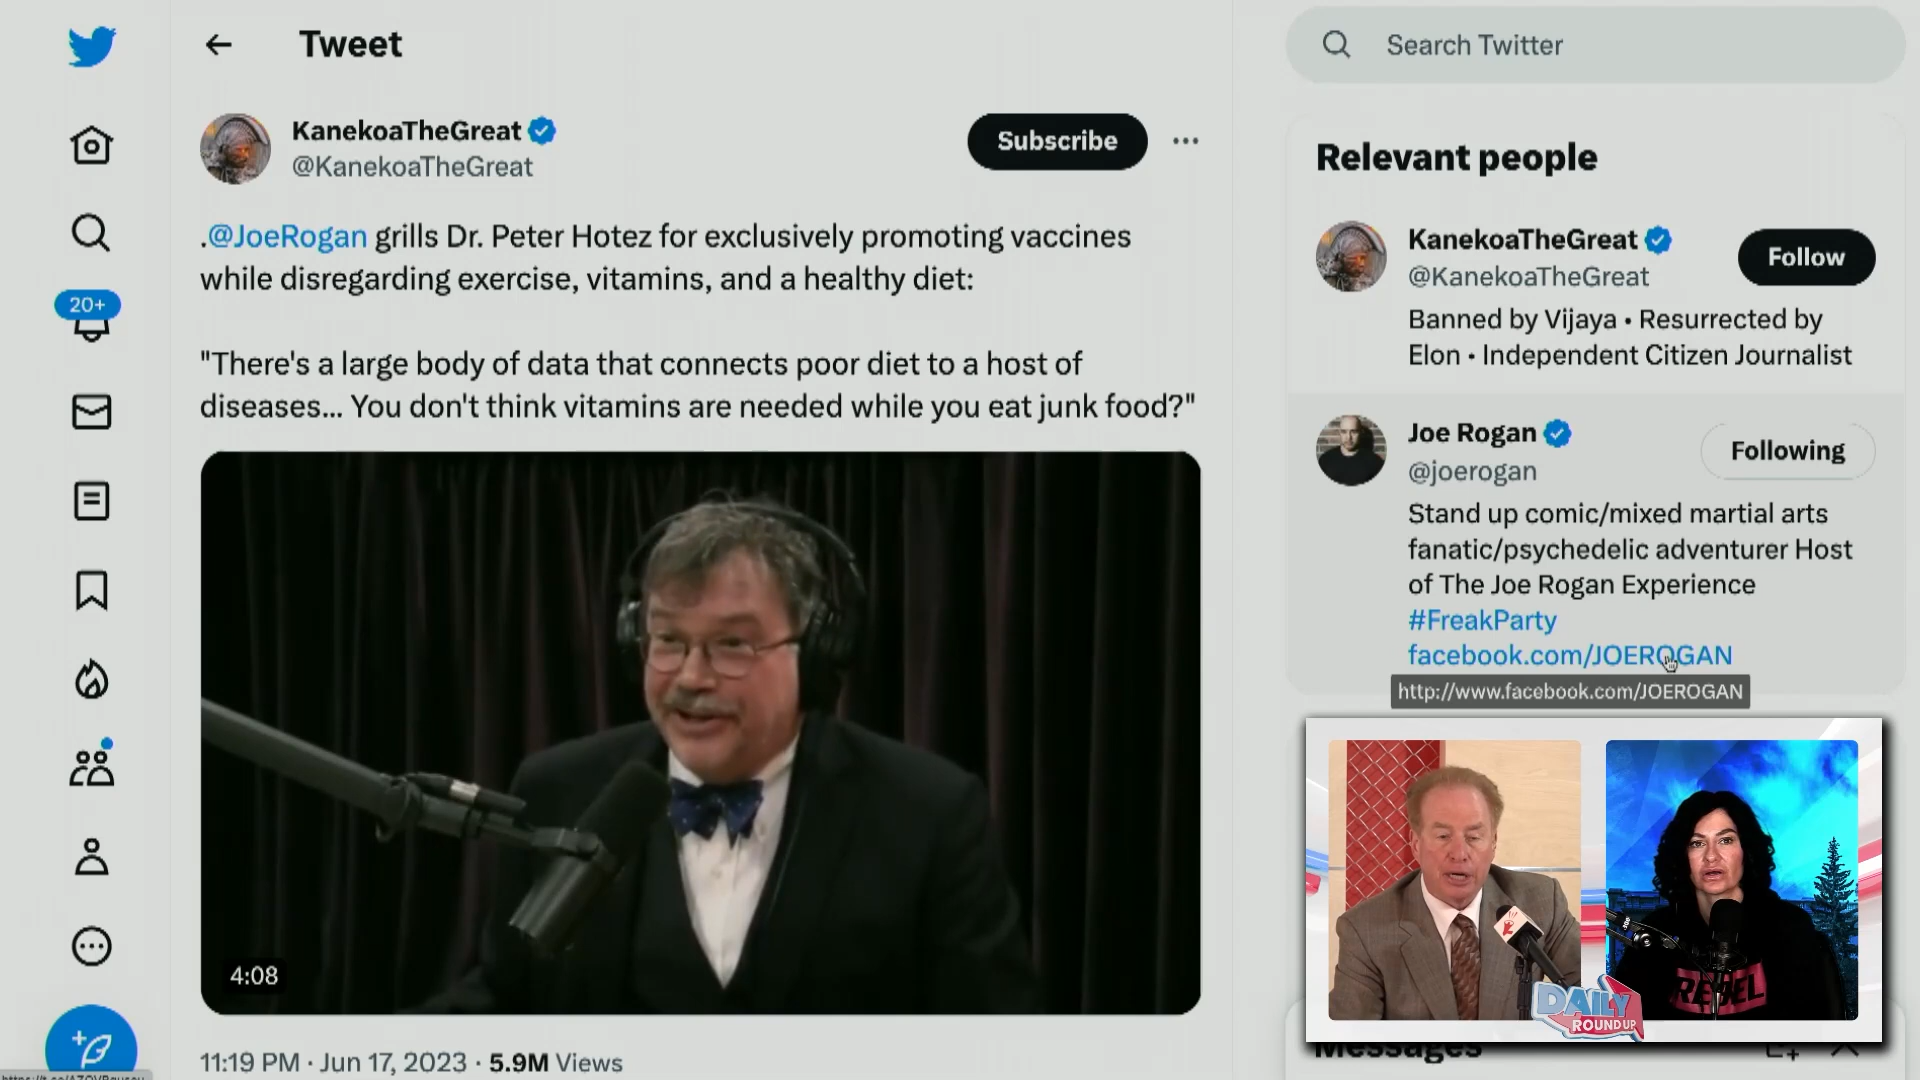 Tweet
Search Twitter
KanekoaTheGreat
@KanekoaTheGreat
Subscribe
.@JoeRogan grills Dr. Peter Hotez for exclusively promoting vaccines
while disregarding exercise, vitamins, and a healthy diet:
"There's a large body of data that connects poor diet to a host of
diseases... You don't think vitamins are needed while you eat junk food?"
4:08
11:19 PM · Jun 17, 2023 · 5.9M Views
20+
Relevant people
KanekoaTheGreat
@KanekoaTheGreat
Follow
Banned by Vijaya • Resurrected by
Elon • Independent Citizen Journalist
Joe Rogan
@joerogan
Following
Stand up comic/mixed martial arts
fanatic/psychedelic adventurer Host
of The Joe Rogan Experience
#FreakParty
facebook.com/JOEROGAN
http://www.facebook.com/JOEROGAN
REBEL
DAILY
ROUNDUP
Messages